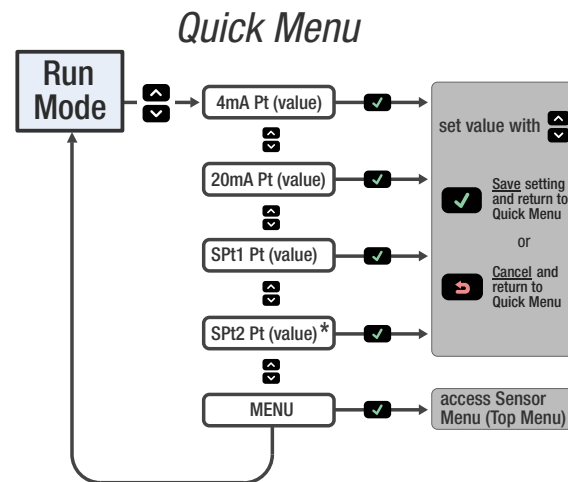 Quick Menu
Run
Mode
4mA Pt (value)
set value with
20mA Pt (value)
Save setting
and return to
Quick Menu
or
SPt1 Pt (value)
Cancel and
return to
Quick Menu
SPt2 Pt (value)*
MENU
access Sensor
Menu (Top Menu)